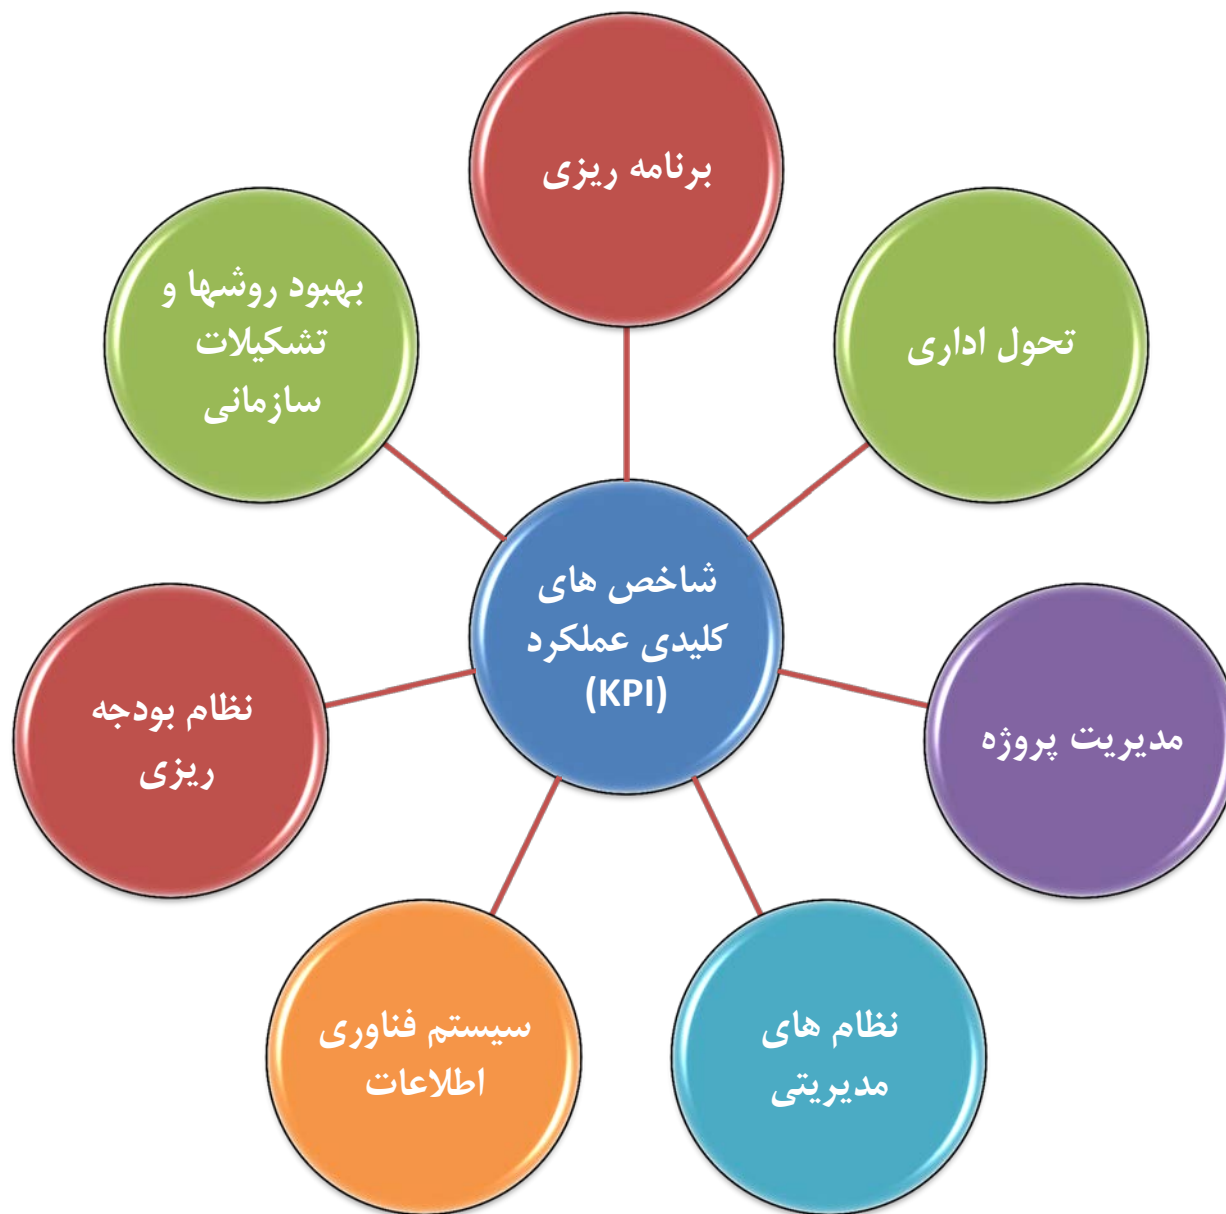 برنامه ریزی
تحول اداری
بهبود روشها و
تشکیلات
سازمانی
شاخص های
کلیدی عملکرد
(KPI)
مدیریت پروژه
نظام بودجه
ریزی
نظام های
مدیریتی
سیستم فناوری
اطلاعات